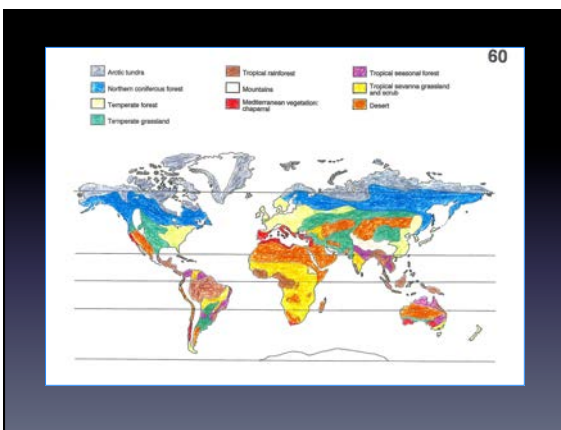 60
Arctic tundra
Northern coniferous forest
Temperate forest
Temperate grassland
Tropical rainforest
Mountains
Mediterranean vegetation:
chaparral
Tropical seasonal forest
Tropical savanna grassland
and scrub
Desert